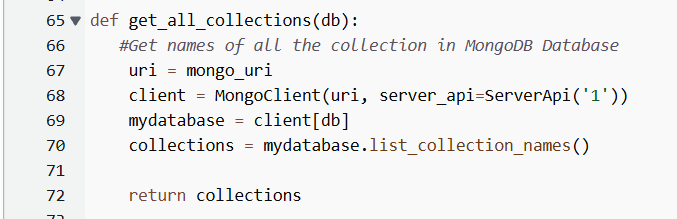 65 def get_all_collections(db):
66 #Get names of all the collection in MongoDB Database
67 uri = mongo_uri
68 client = MongoClient(uri, server_api=ServerApi('1'))
69 mydatabase = client[db]
70 collections = mydatabase.list_collection_names()
71
72 return collections